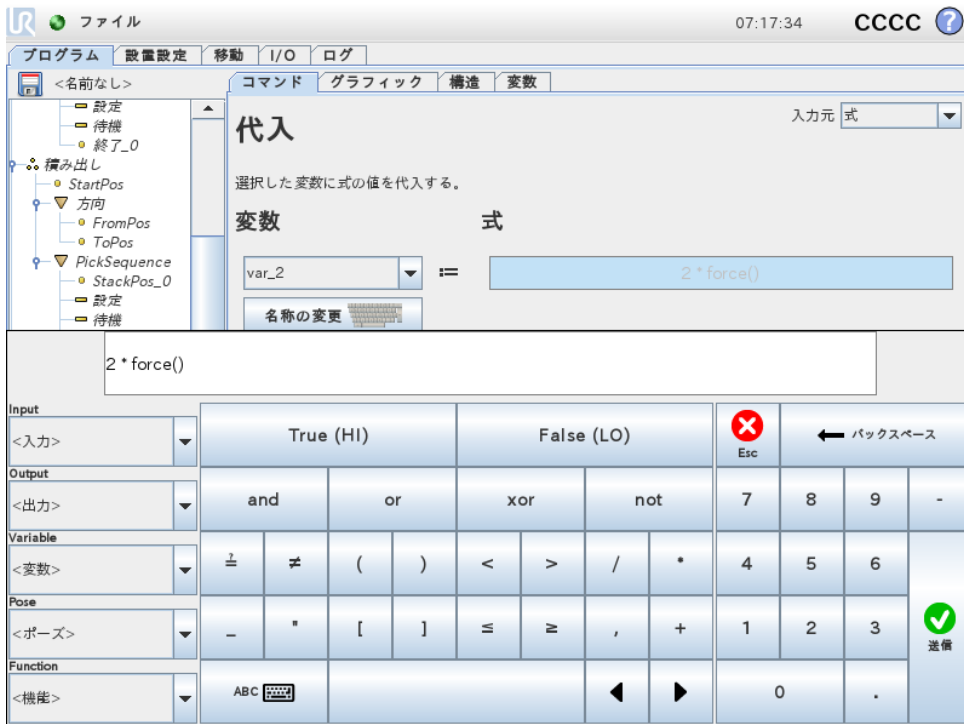 UR ファイル 07:17:34 CCCC ?
プログラム 設置設定 移動 I/O ログ
<名前なし> コマンド グラフィック 構造 変数
設定
待機
終了_0
積み出し
StartPos
方向
FromPos
ToPos
PickSequence
StackPos_0
設定
待機
代入
入力元 式
選択した変数に式の値を代入する。
変数 式
var_2 := 2 * force()
名称の変更
2 * force()
Input
<入力> True (HI) False (LO) Esc バックスペース
Output
<出力> and or xor not 7 8 9 -
Variable
<変数> ≟ ≠ ( ) < > / * 4 5 6
Pose
<ポーズ> _ " [ ] ≤ ≥ , + 1 2 3 送信
Function
<機能> ABC 0 .